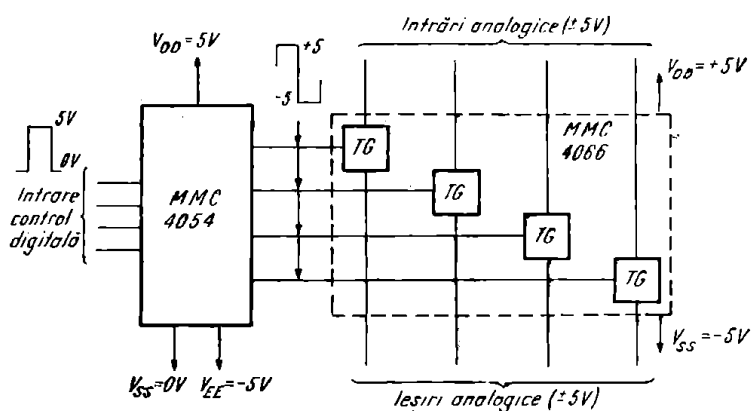 Intrări analogice (±5V)
VDD=5V
+5
-5
VDD=+5V
5V
0V
MMC
4066
TG
TG
TG
TG
MMC
4054
Intrare
control
digitală
VSS=0V
VEE=-5V
VSS=-5V
Ieșiri analogice (±5V)